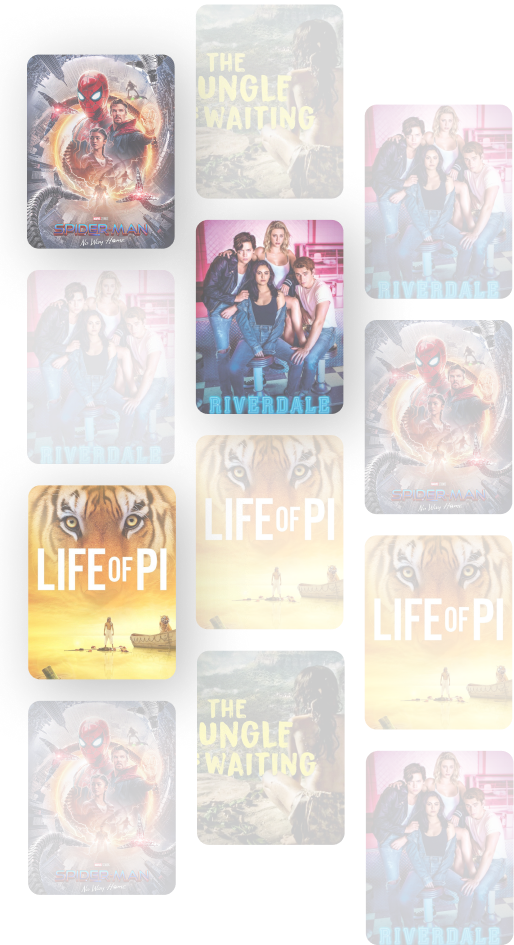 THE
UNGLE
WAITING
SPIDER-MAN
No Way Home
RIVERDALE
RIVERDALE
RIVERDALE
SPIDER-MAN
No Way Home
LIFE OF PI
LIFE OF PI
LIFE OF PI
THE
UNGLE
WAITING
SPIDER-MAN
No Way Home
RIVERDALE